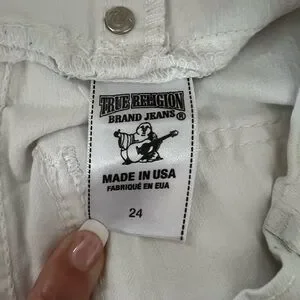 TRUE RELIGION
BRAND JEANS®
MADE IN USA
FABRIQUÉ EN EUA
24